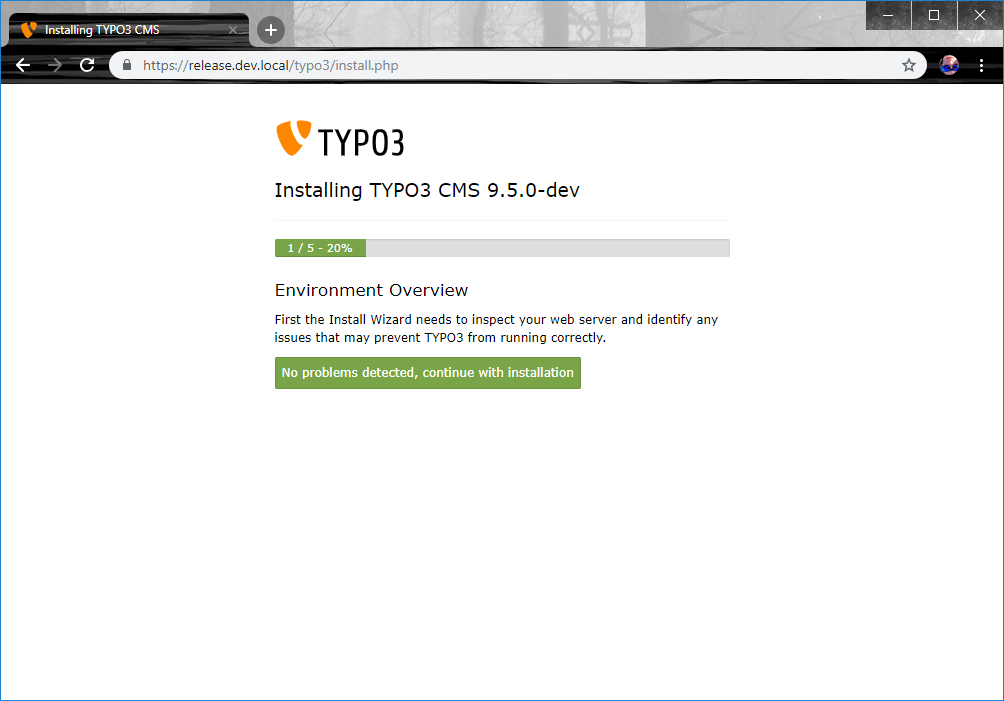 Installing TYPO3 CMS
https://release.dev.local/typo3/install.php
TYPO3
Installing TYPO3 CMS 9.5.0-dev
1 / 5 - 20%
Environment Overview
First the Install Wizard needs to inspect your web server and identify any
issues that may prevent TYPO3 from running correctly.
No problems detected, continue with installation